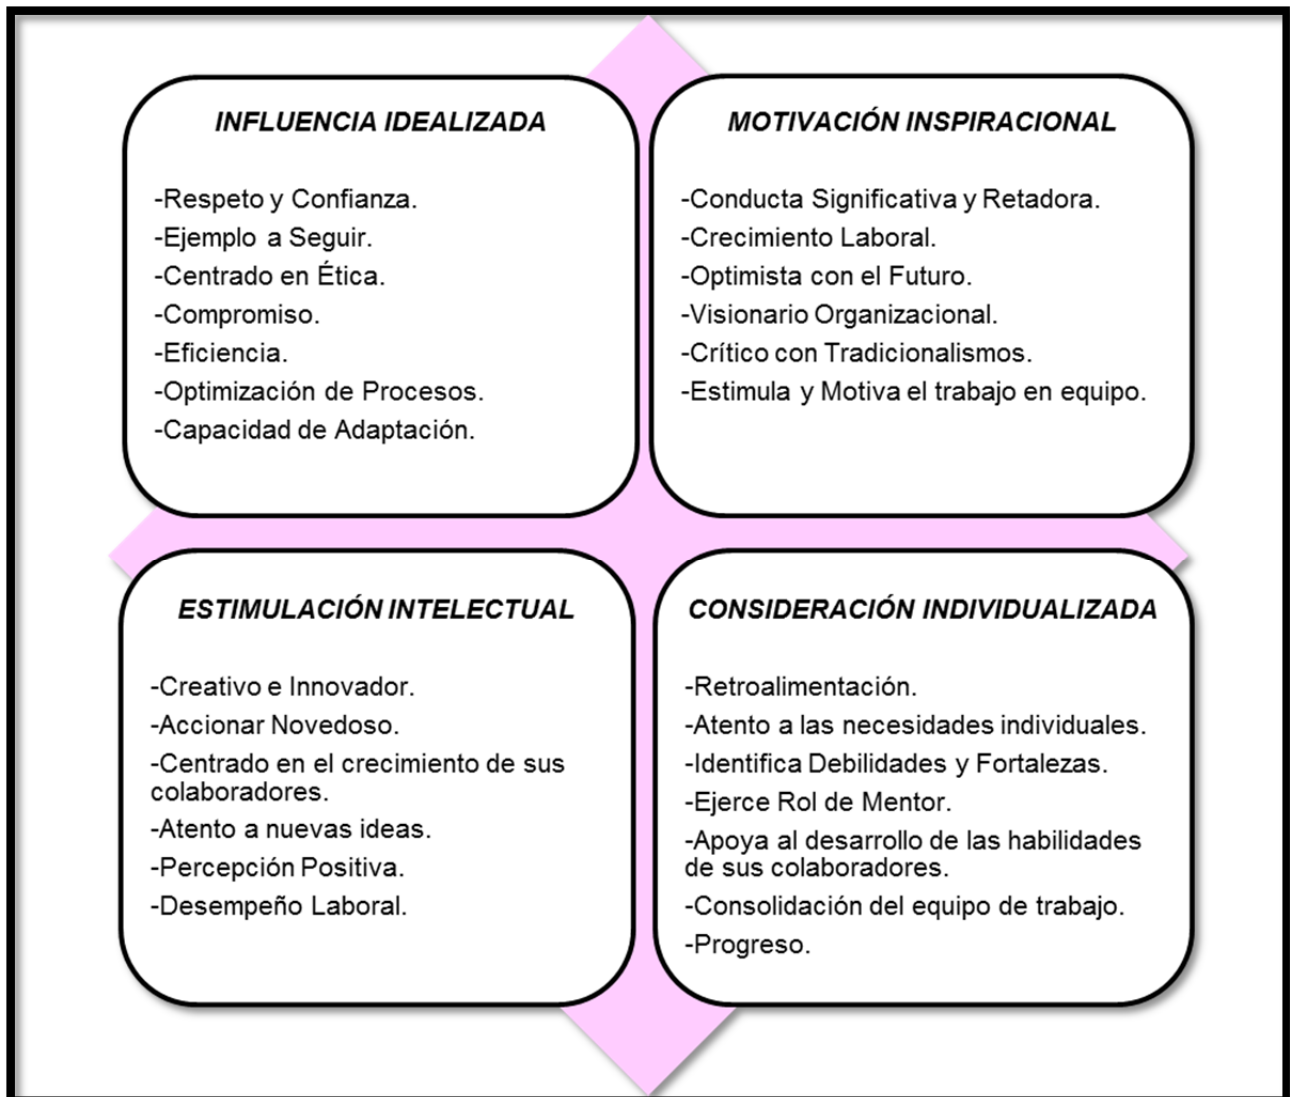 INFLUENCIA IDEALIZADA
-Respeto y Confianza.
-Ejemplo a Seguir.
-Centrado en Ética.
-Compromiso.
-Eficiencia.
-Optimización de Procesos.
-Capacidad de Adaptación.
MOTIVACIÓN INSPIRACIONAL
-Conducta Significativa y Retadora.
-Crecimiento Laboral.
-Optimista con el Futuro.
-Visionario Organizacional.
-Crítico con Tradicionalismos.
-Estimula y Motiva el trabajo en equipo.
ESTIMULACIÓN INTELECTUAL
-Creativo e Innovador.
-Accionar Novedoso.
-Centrado en el crecimiento de sus
colaboradores.
-Atento a nuevas ideas.
-Percepción Positiva.
-Desempeño Laboral.
CONSIDERACIÓN INDIVIDUALIZADA
-Retroalimentación.
-Atento a las necesidades individuales.
-Identifica Debilidades y Fortalezas.
-Ejerce Rol de Mentor.
-Apoya al desarrollo de las habilidades
de sus colaboradores.
-Consolidación del equipo de trabajo.
-Progreso.